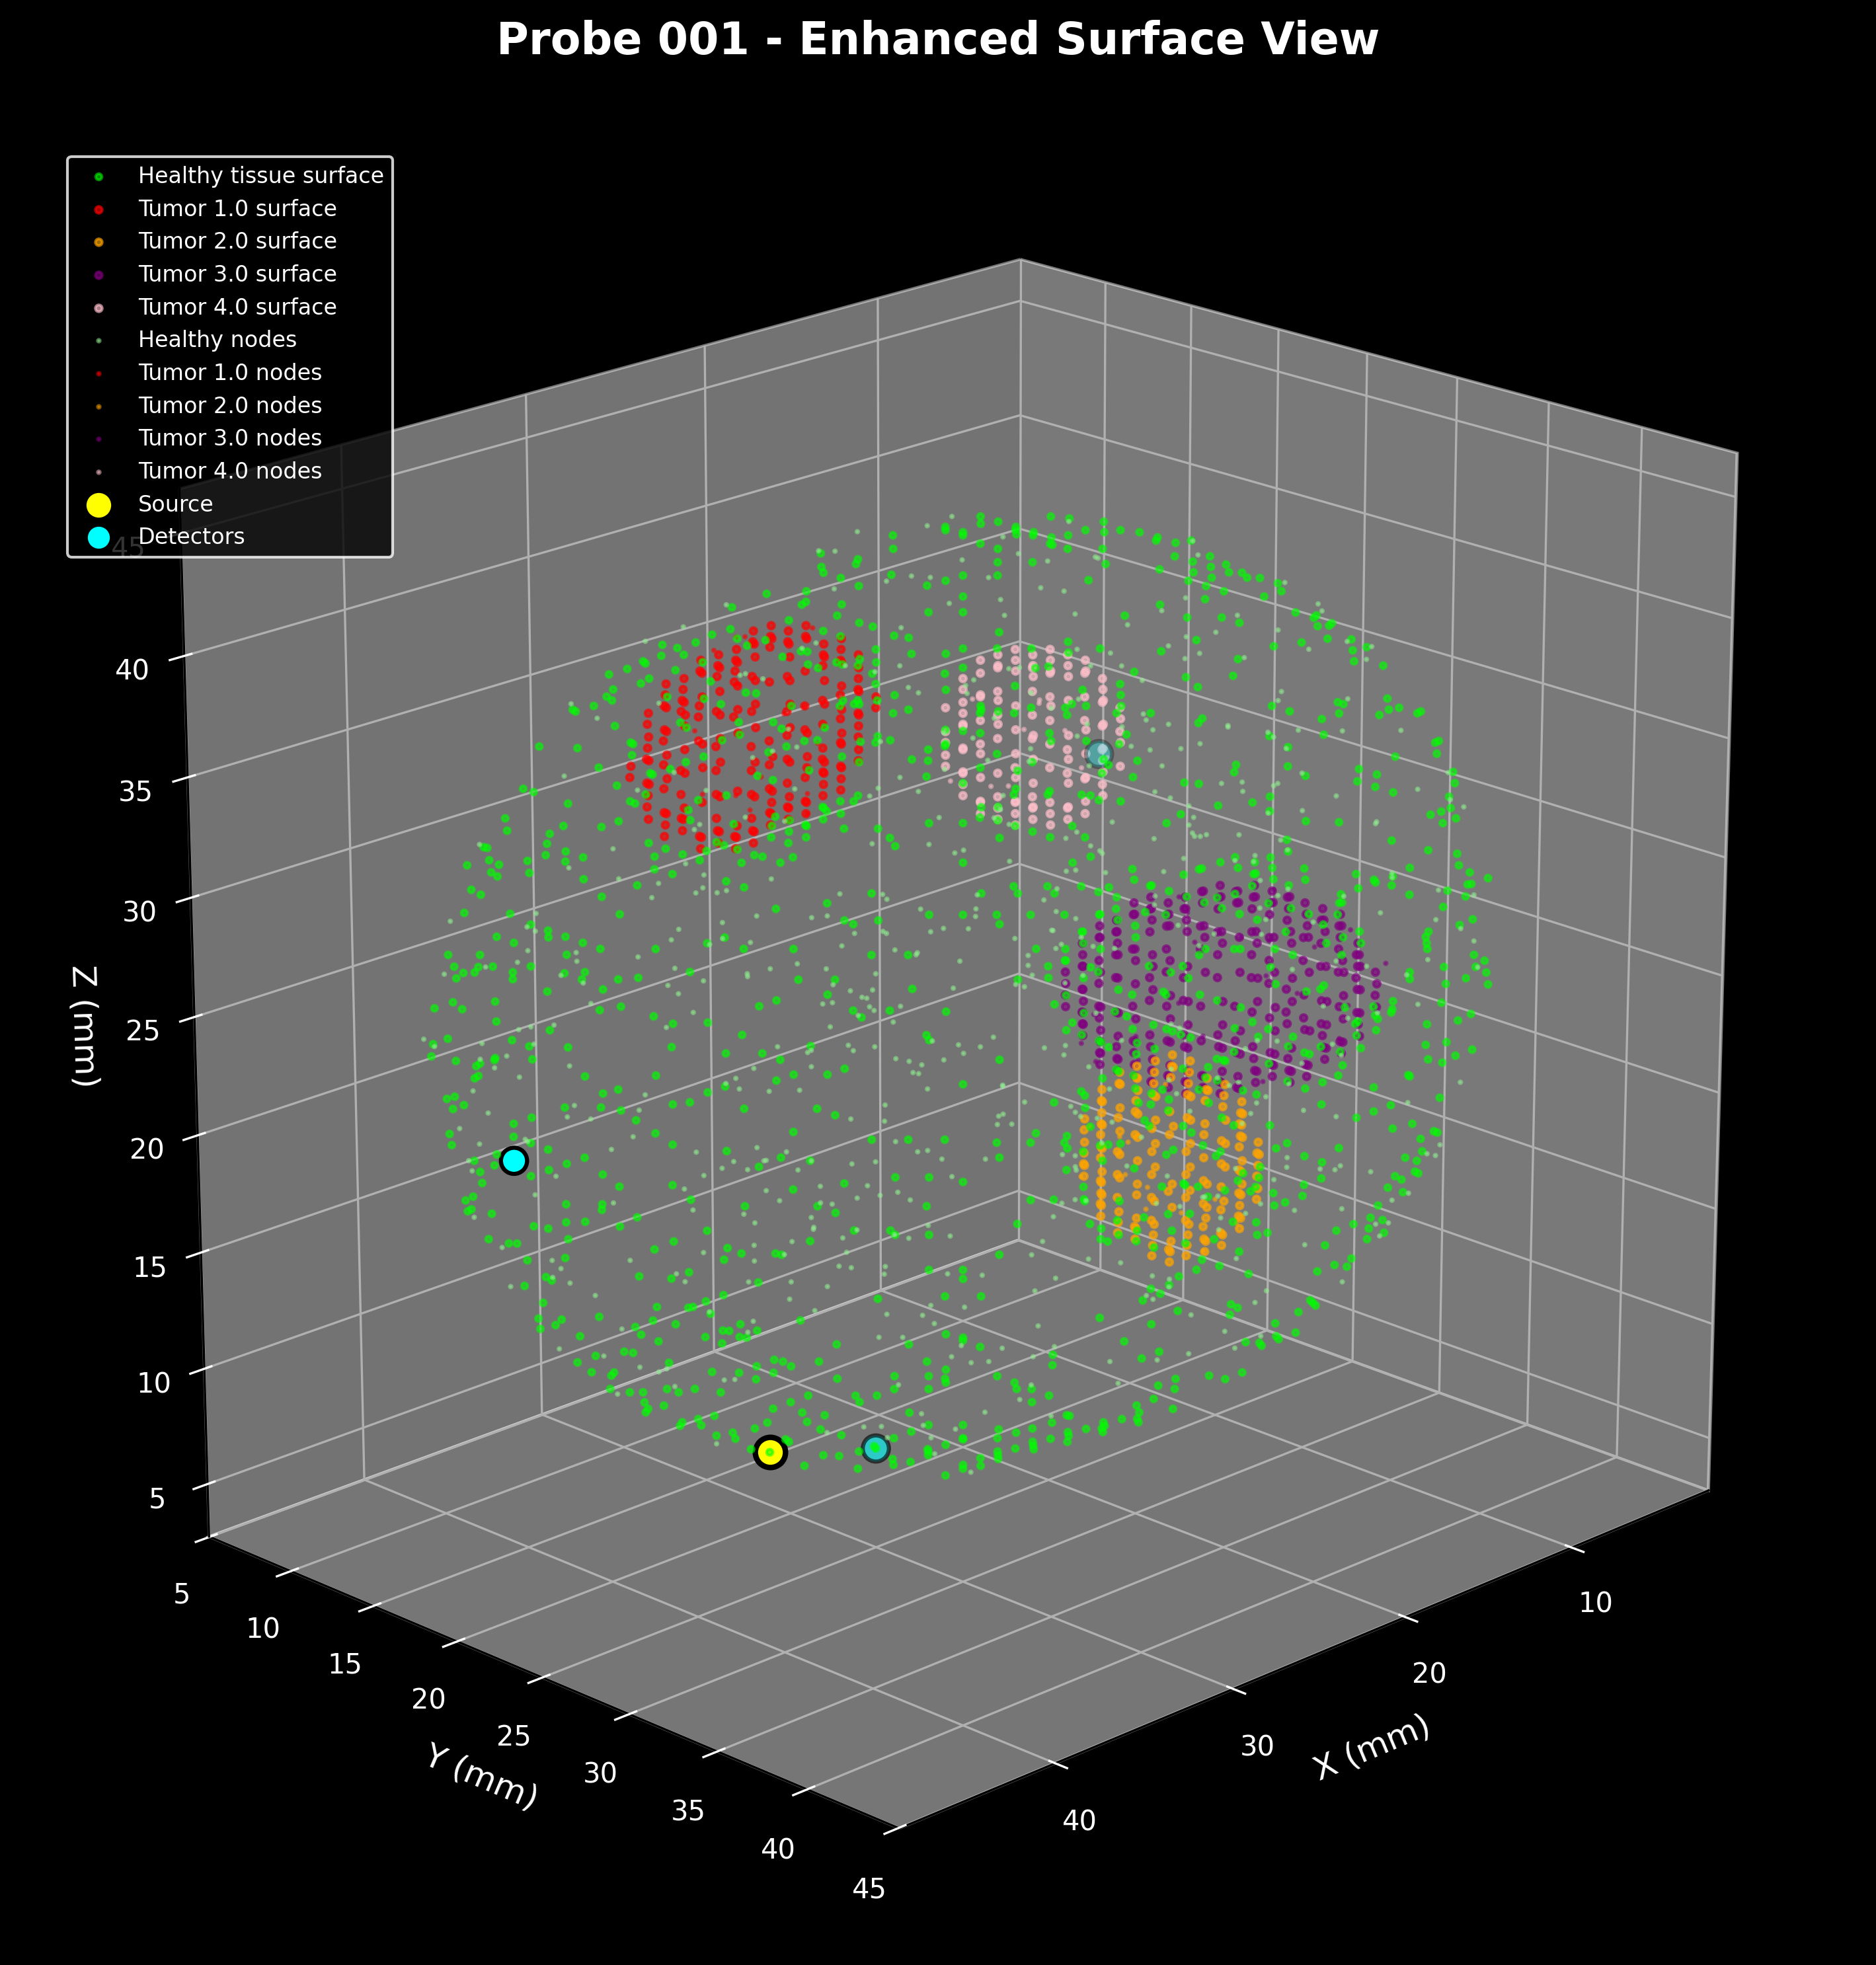 Probe 001 - Enhanced Surface View
Healthy tissue surface
Tumor 1.0 surface
Tumor 2.0 surface
Tumor 3.0 surface
Tumor 4.0 surface
Healthy nodes
Tumor 1.0 nodes
Tumor 2.0 nodes
Tumor 3.0 nodes
Tumor 4.0 nodes
Source
Detectors
45
40
35
30
25
20
15
10
5
Z (mm)
5
10
15
20
25
30
35
40
45
Y (mm)
10
20
30
40
X (mm)